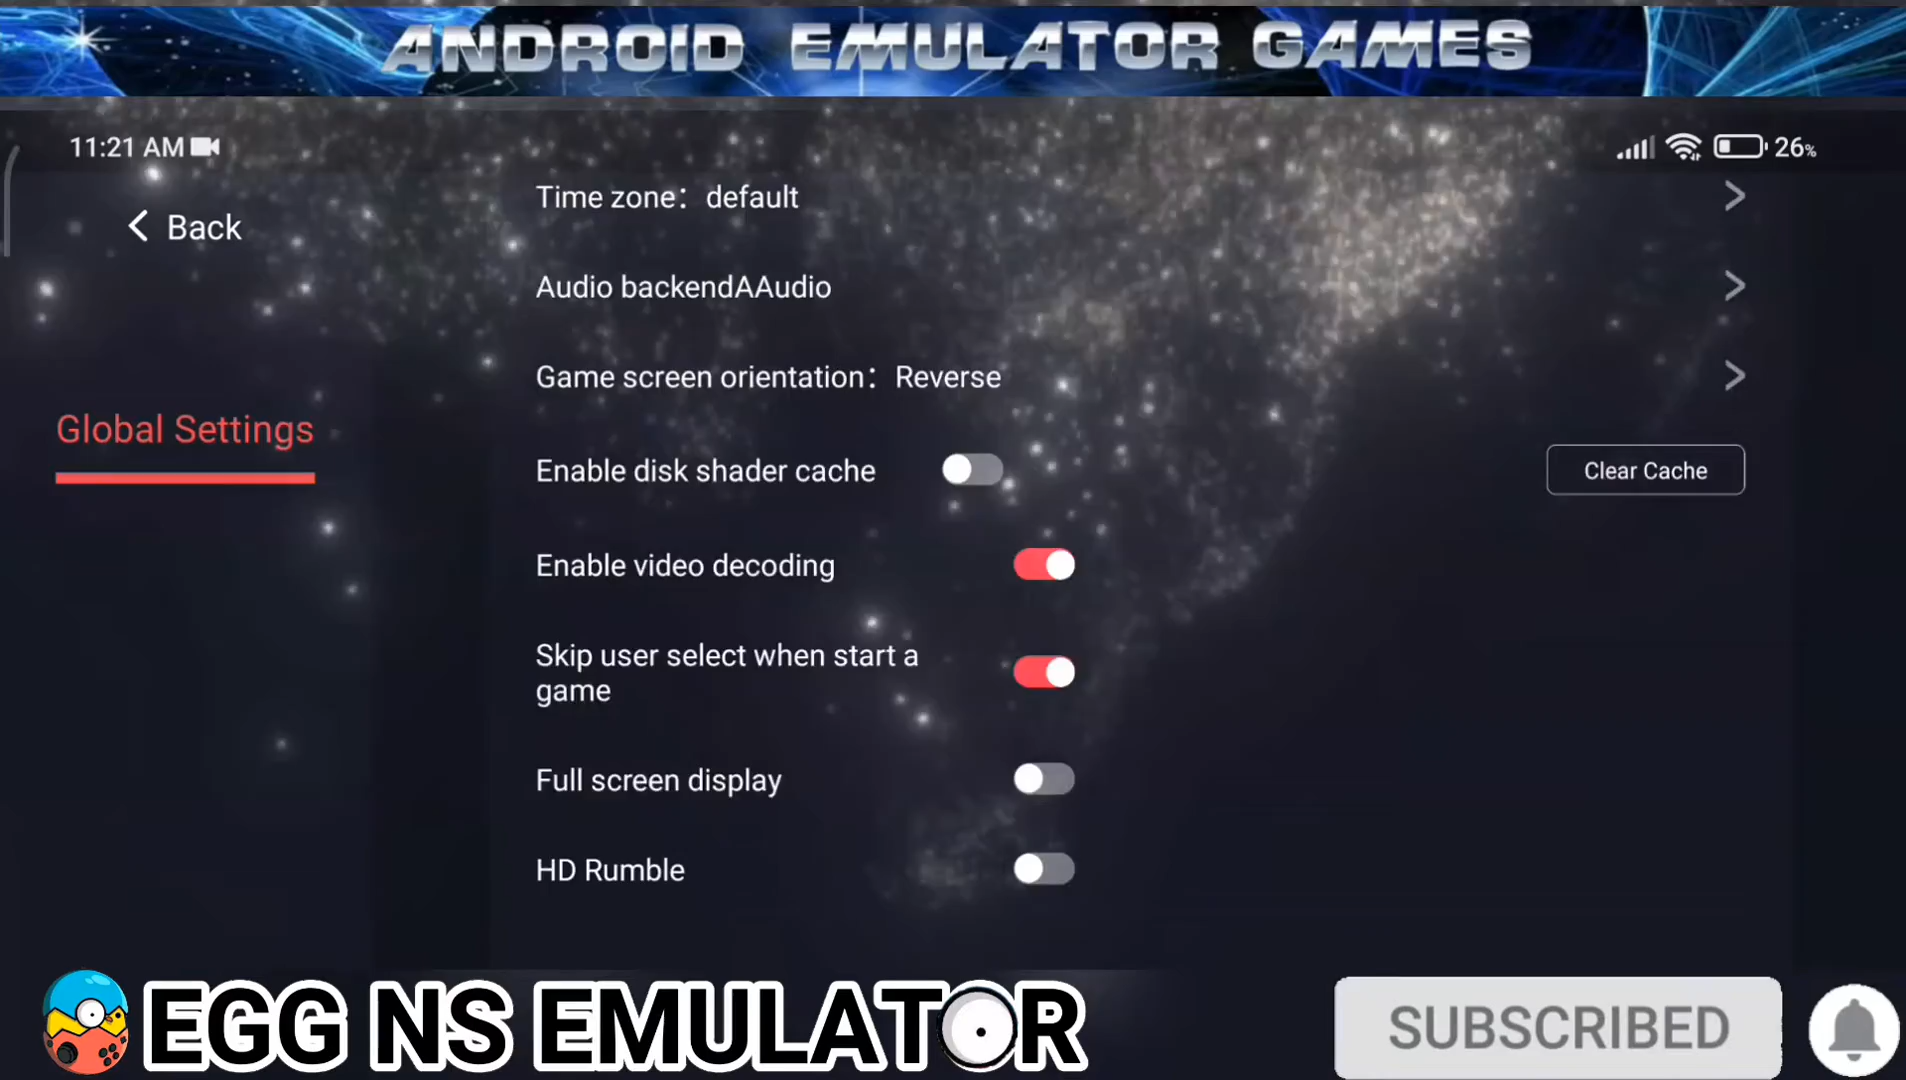 ANDROID EMULATOR GAMES
11:21 AM
26%
Back
Time zone： default
Audio backendAAudio
Game screen orientation： Reverse
Global Settings
Enable disk shader cache
Clear Cache
Enable video decoding
Skip user select when start a
game
Full screen display
HD Rumble
EGG NS EMULATOR
SUBSCRIBED